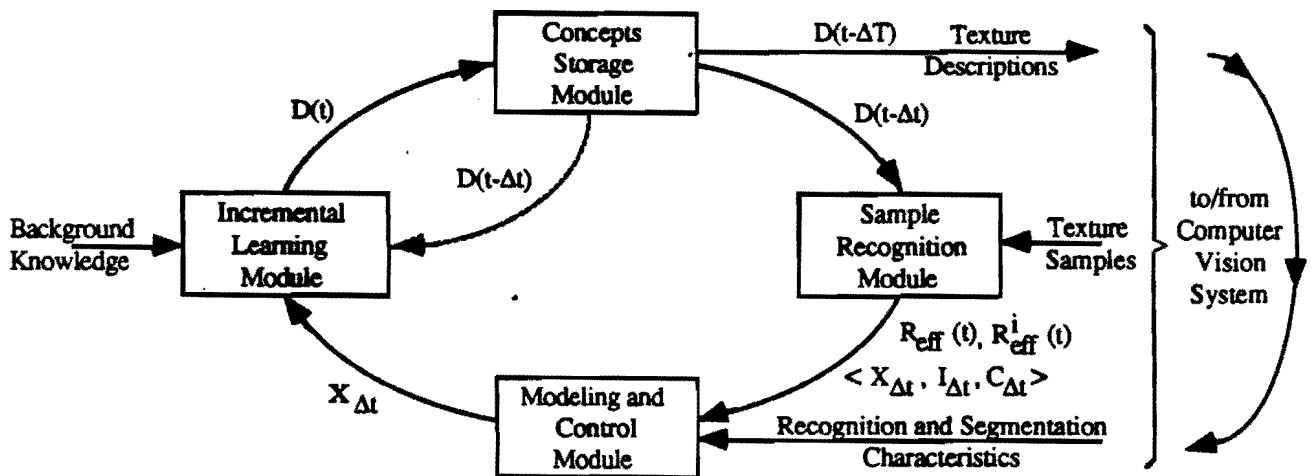 Concepts
Storage
Module
D(t-ΔT)
Texture
Descriptions
D(t)
D(t-Δt)
D(t-Δt)
Background
Knowledge
Incremental
Learning
Module
Sample
Recognition
Module
Texture
Samples
to/from
Computer
Vision
System
R_eff (t), R^i_eff (t)
< X_Δt , I_Δt , C_Δt >
X_Δt
Modeling and
Control
Module
Recognition and Segmentation
Characteristics